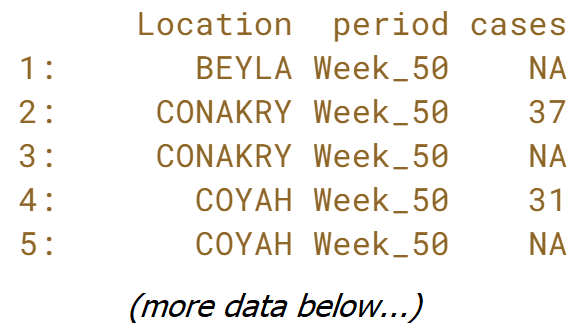 Location period cases
1: BEYLA Week_50 NA
2: CONAKRY Week_50 37
3: CONAKRY Week_50 NA
4: COYAH Week_50 31
5: COYAH Week_50 NA
(more data below...)